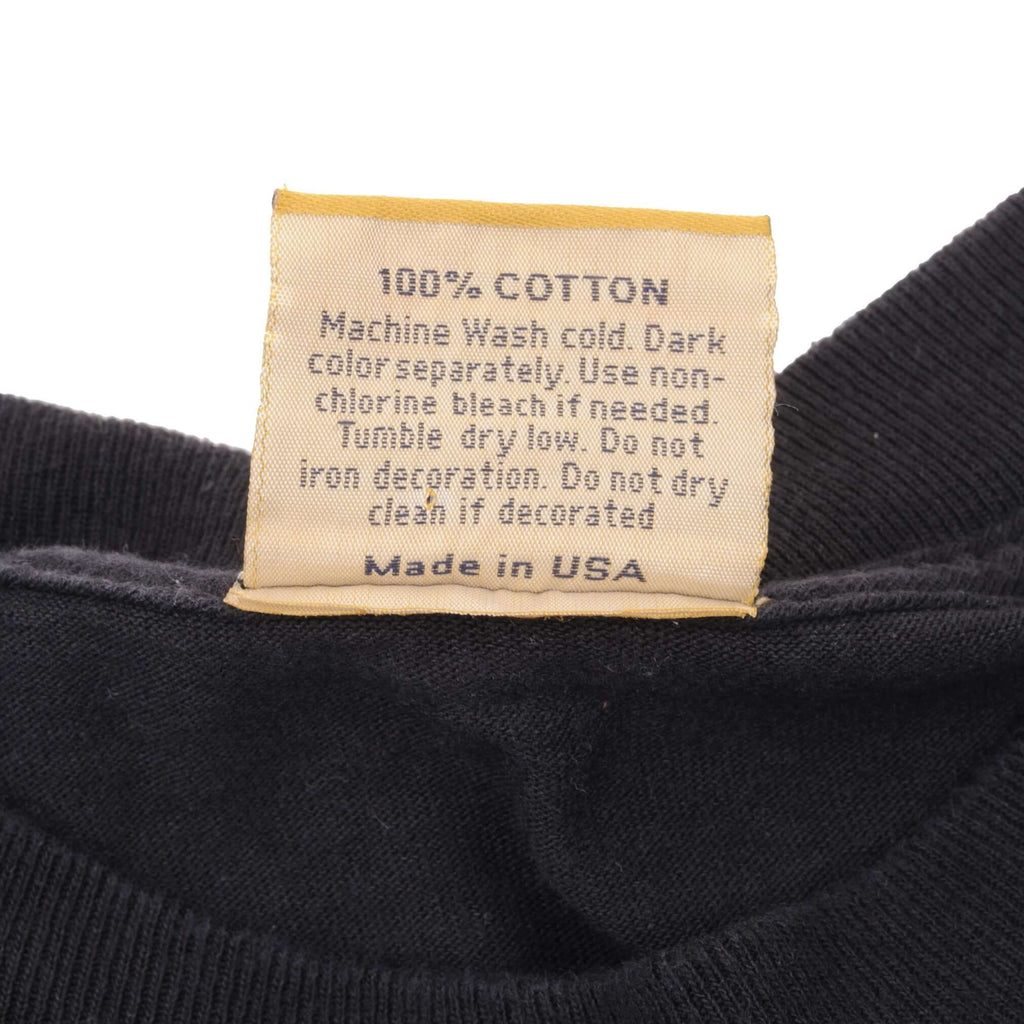 100% COTTON
Machine Wash cold. Dark
color separately. Use non-
chlorine bleach if needed.
Tumble dry low. Do not
iron decoration. Do not dry
clean if decorated
Made in USA